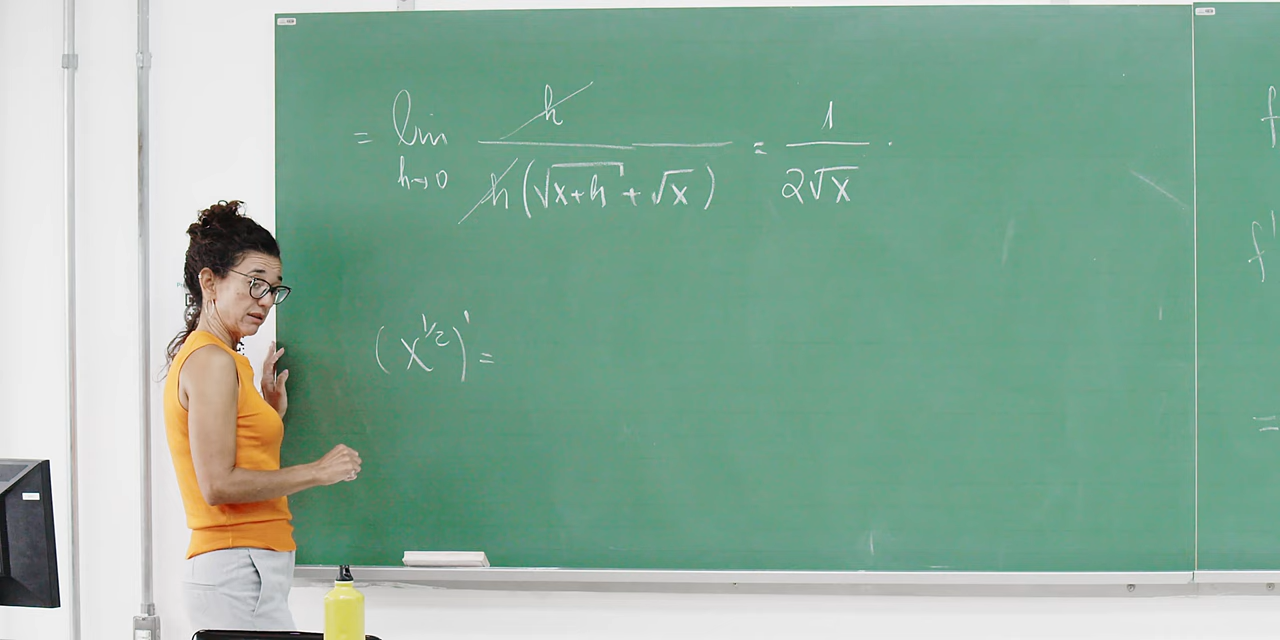 = lim h→0 h / h(√x+h + √x) = 1 / 2√x .
(x^1/2)' =
f
f'
=